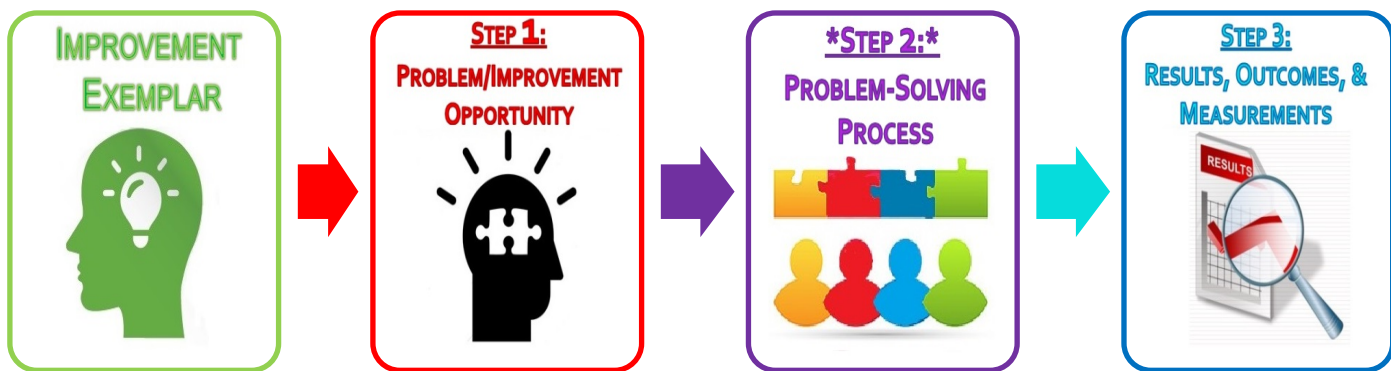 IMPROVEMENT
EXEMPLAR
STEP 1:
PROBLEM/IMPROVEMENT
OPPORTUNITY
*STEP 2:*
PROBLEM-SOLVING
PROCESS
STEP 3:
RESULTS, OUTCOMES, &
MEASUREMENTS
RESULTS